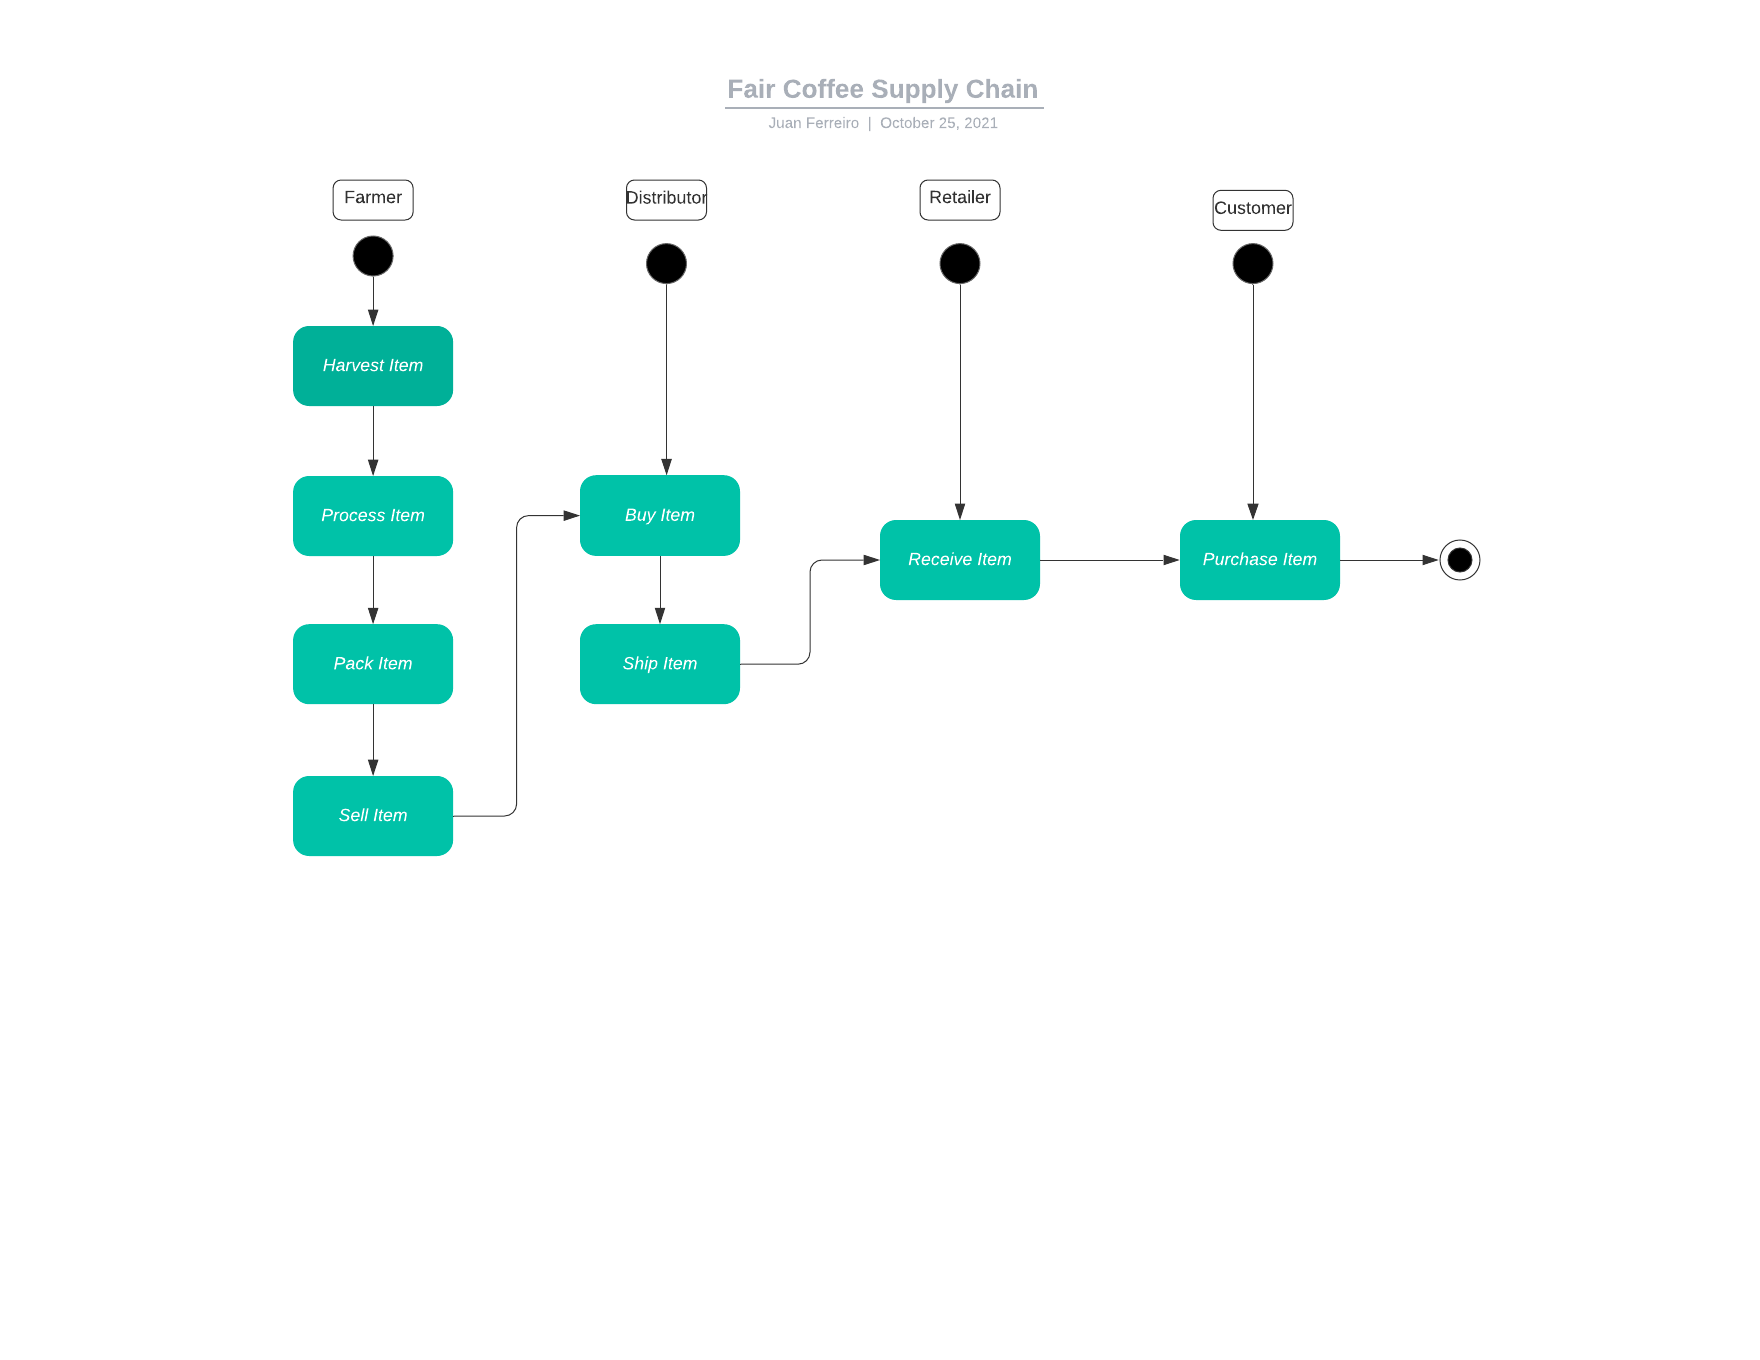 Fair Coffee Supply Chain
Juan Ferreiro | October 25, 2021
Farmer
Distributor
Retailer
Customer
Harvest Item
Process Item
Buy Item
Receive Item
Purchase Item
Pack Item
Ship Item
Sell Item